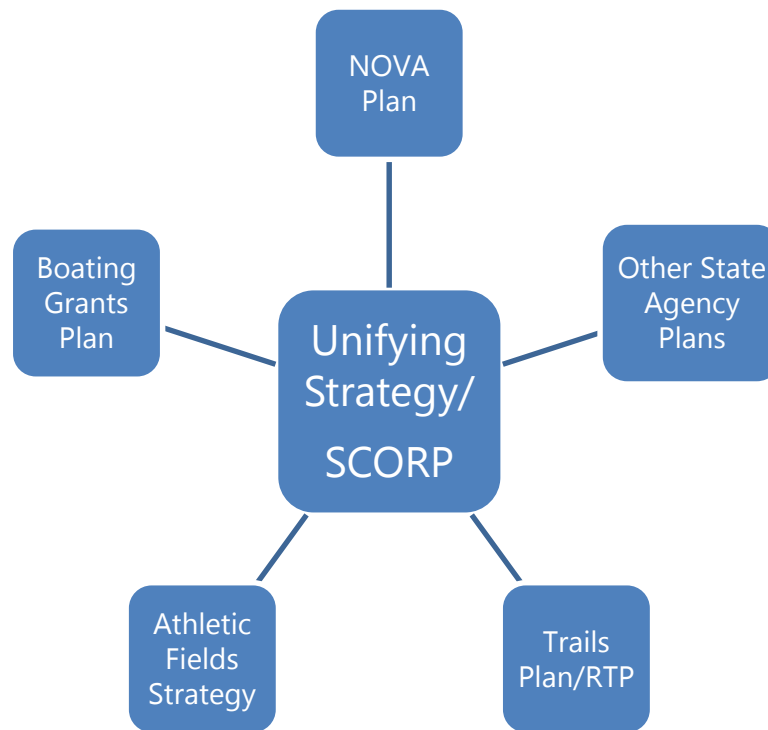 NOVA
Plan
Boating
Grants
Plan
Other State
Agency
Plans
Unifying
Strategy/
SCORP
Athletic
Fields
Strategy
Trails
Plan/RTP